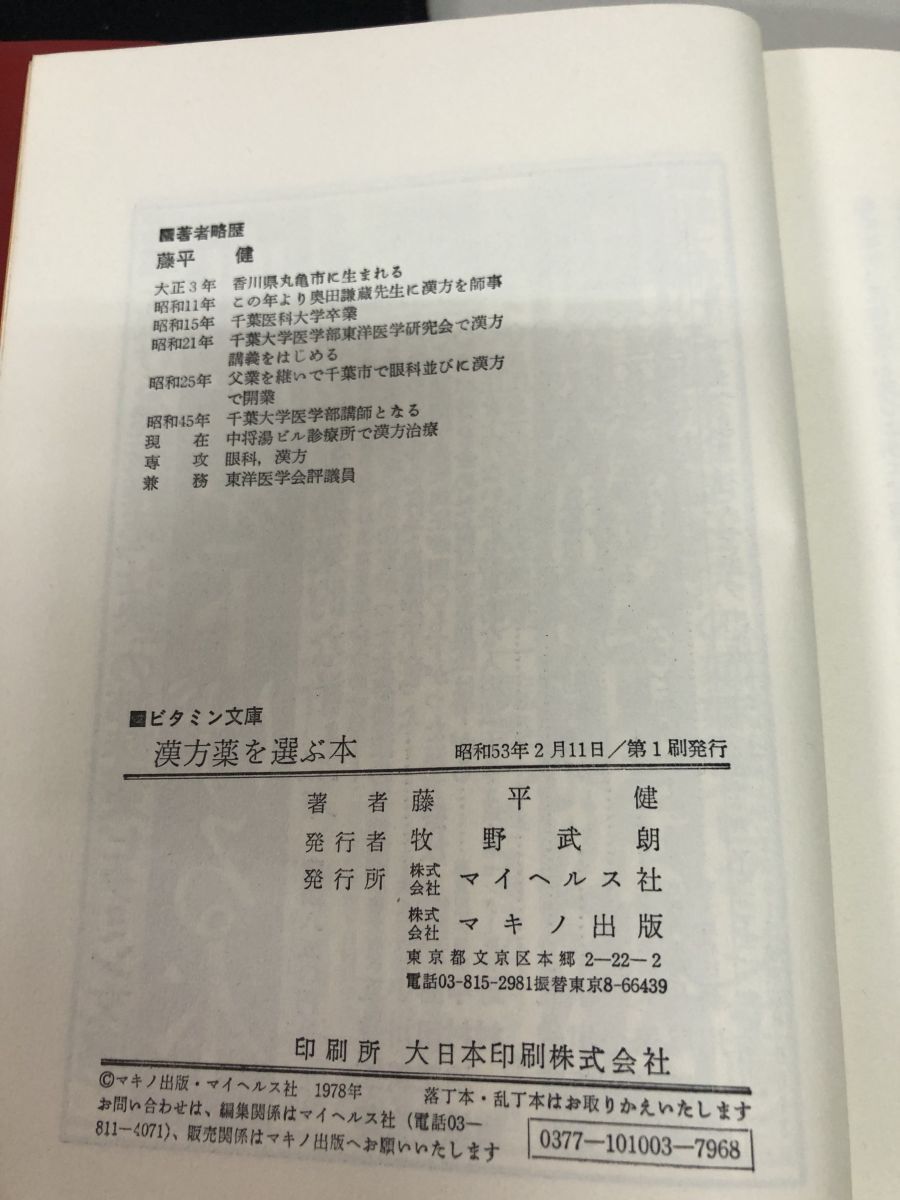 ■著者略歴
藤平 健
大正3年 香川県丸亀市に生まれる
昭和11年 この年より奥田謙蔵先生に漢方を師事
昭和15年 千葉医科大学卒業
昭和21年 千葉大学医学部東洋医学研究会で漢方
講義をはじめる
昭和25年 父業を継いで千葉市で眼科並びに漢方
で開業
昭和45年 千葉大学医学部講師となる
現在 中将湯ビル診療所で漢方治療
専攻 眼科，漢方
兼務 東洋医学会評議員
■ビタミン文庫
漢方薬を選ぶ本 昭和53年2月11日／第1刷発行
著者 藤平健
発行者 牧野武朗
発行所 株式会社 マイヘルス社
株式会社 マキノ出版
東京都文京区本郷 2—22—2
電話03-815-2981振替東京8-66439
印刷所 大日本印刷株式会社
©マキノ出版・マイヘルス社 1978年 落丁本・乱丁本はお取りかえいたします
お問い合わせは、編集関係はマイヘルス社（電話03—
811—4071）、販売関係はマキノ出版へお願いいたします
0377—101003—7968